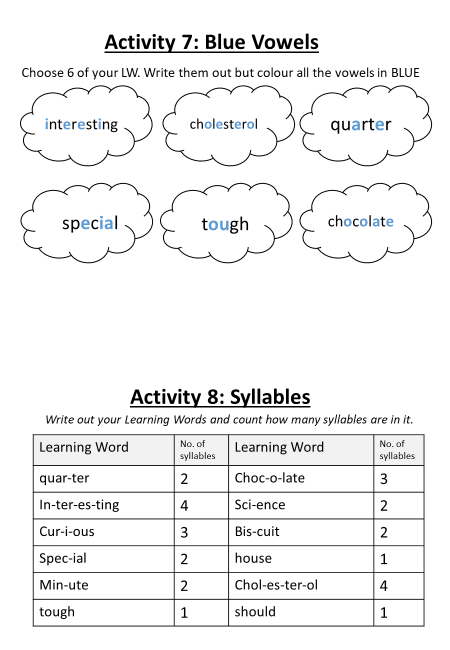 Activity 7: Blue Vowels
Choose 6 of your LW. Write them out but colour all the vowels in BLUE
interesting cholesterol quarter
special tough chocolate
Activity 8: Syllables
Write out your Learning Words and count how many syllables are in it.
Learning Word No. of syllables Learning Word No. of syllables
quar-ter 2 Choc-o-late 3
In-ter-es-ting 4 Sci-ence 2
Cur-i-ous 3 Bis-cuit 2
Spec-ial 2 house 1
Min-ute 2 Chol-es-ter-ol 4
tough 1 should 1